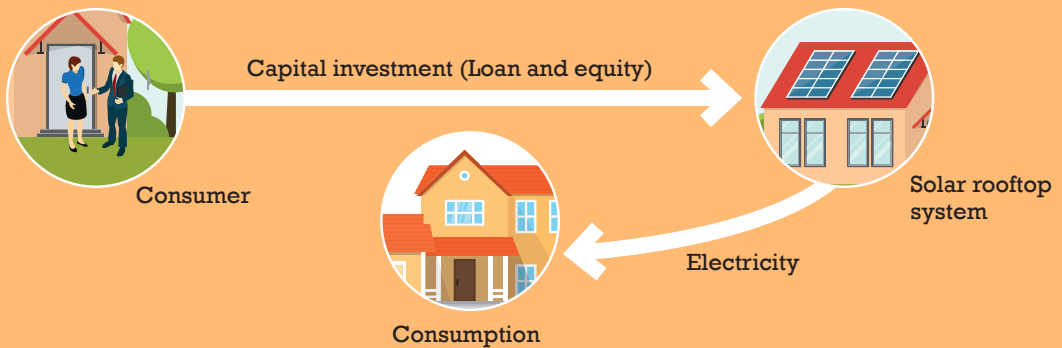 Capital investment (Loan and equity)
Consumer
Solar rooftop
system
Electricity
Consumption